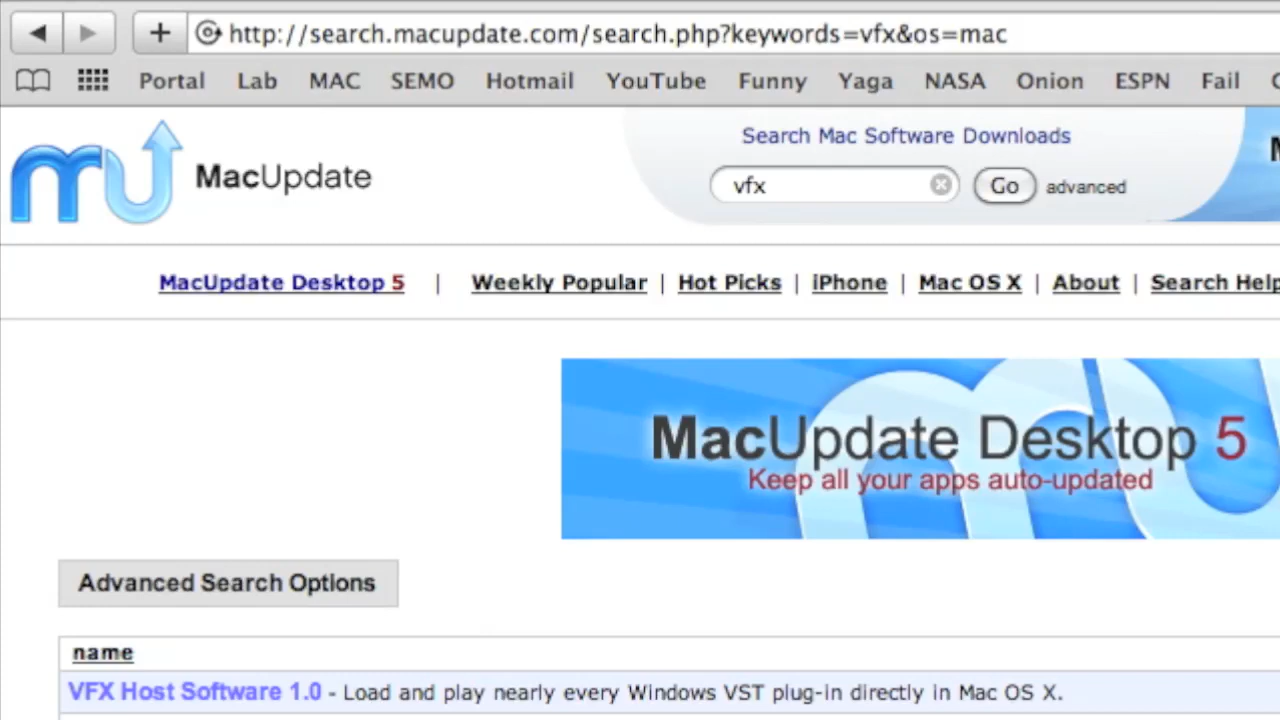 http://search.macupdate.com/search.php?keywords=vfx&os=mac
Portal Lab MAC SEMO Hotmail YouTube Funny Yaga NASA Onion ESPN Fail
Search Mac Software Downloads
mu MacUpdate
vfx Go advanced
MacUpdate Desktop 5 | Weekly Popular | Hot Picks | iPhone | Mac OS X | About | Search Help
MacUpdate Desktop 5
Keep all your apps auto-updated
Advanced Search Options
name
VFX Host Software 1.0 - Load and play nearly every Windows VST plug-in directly in Mac OS X.